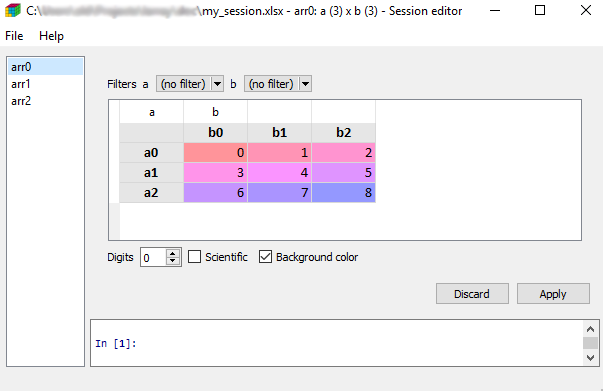 C:\ \my_session.xlsx - arr0: a (3) x b (3) - Session editor
File Help
arr0
arr1
arr2
Filters a (no filter) b (no filter)
a b
b0 b1 b2
a0 0 1 2
a1 3 4 5
a2 6 7 8
Digits 0 Scientific Background color
Discard Apply
In [1]: